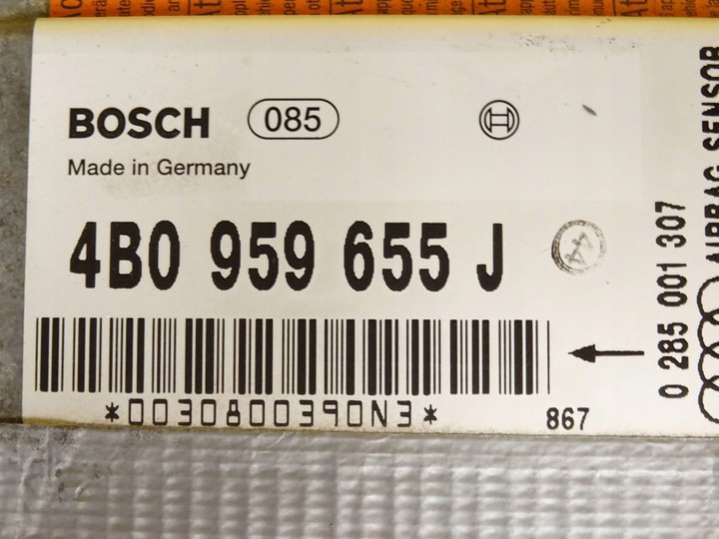 BOSCH 085
Made in Germany
4B0 959 655 J
*0030800390N3*
867
0 285 001 307
AIRBAG SENSOR